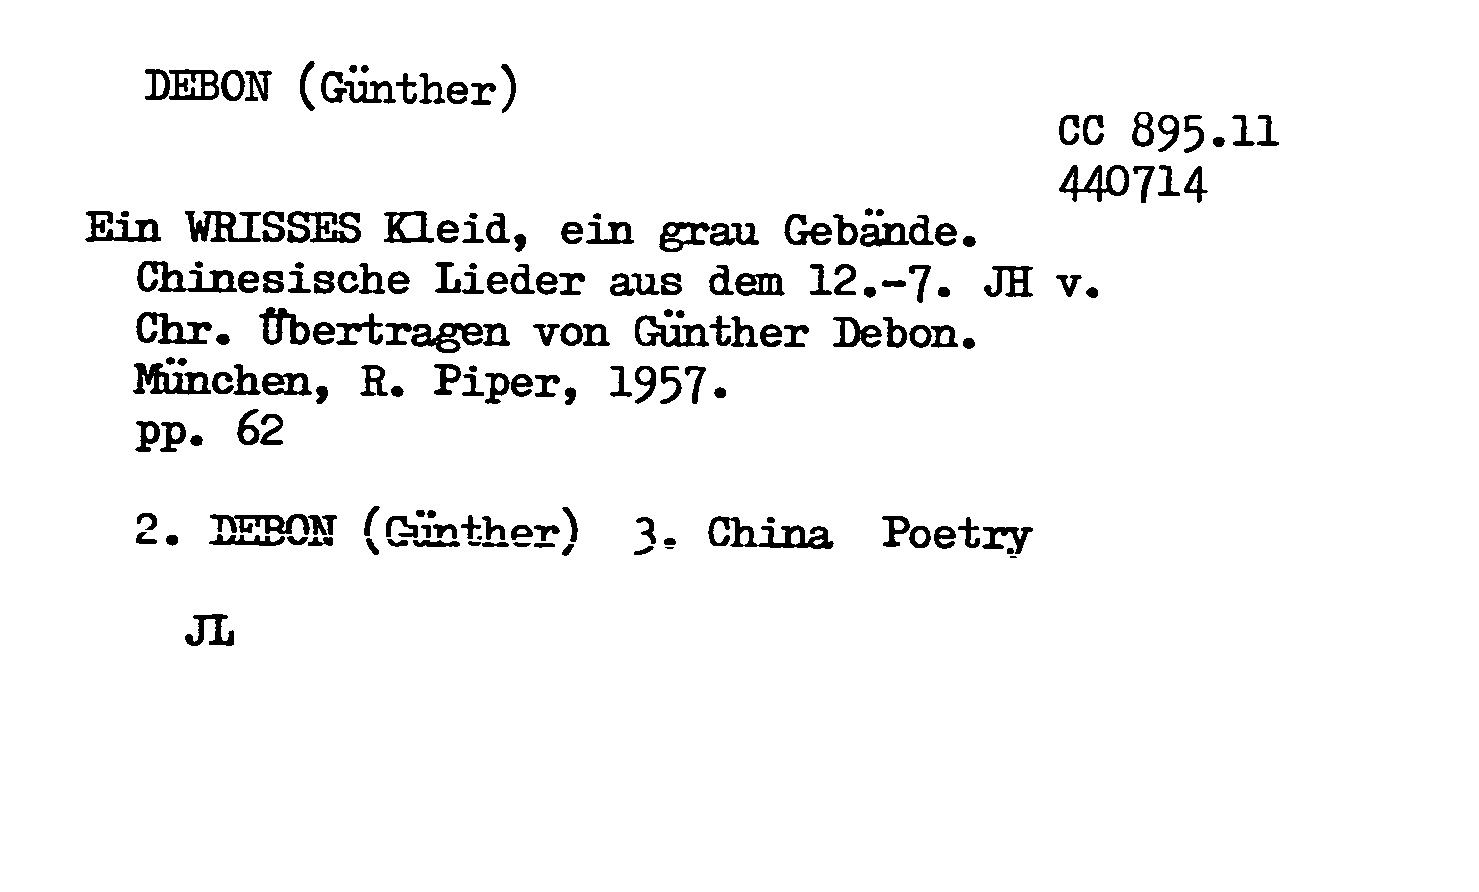 DEBON (Günther)
CC 895.11
440714
Ein WRISSES Kleid, ein grau Gebände.
Chinesische Lieder aus dem 12.-7. JH v.
Chr. Übertragen von Günther Debon.
München, R. Piper, 1957.
pp. 62
2. DEBON (Günther) 3. China Poetry
JL